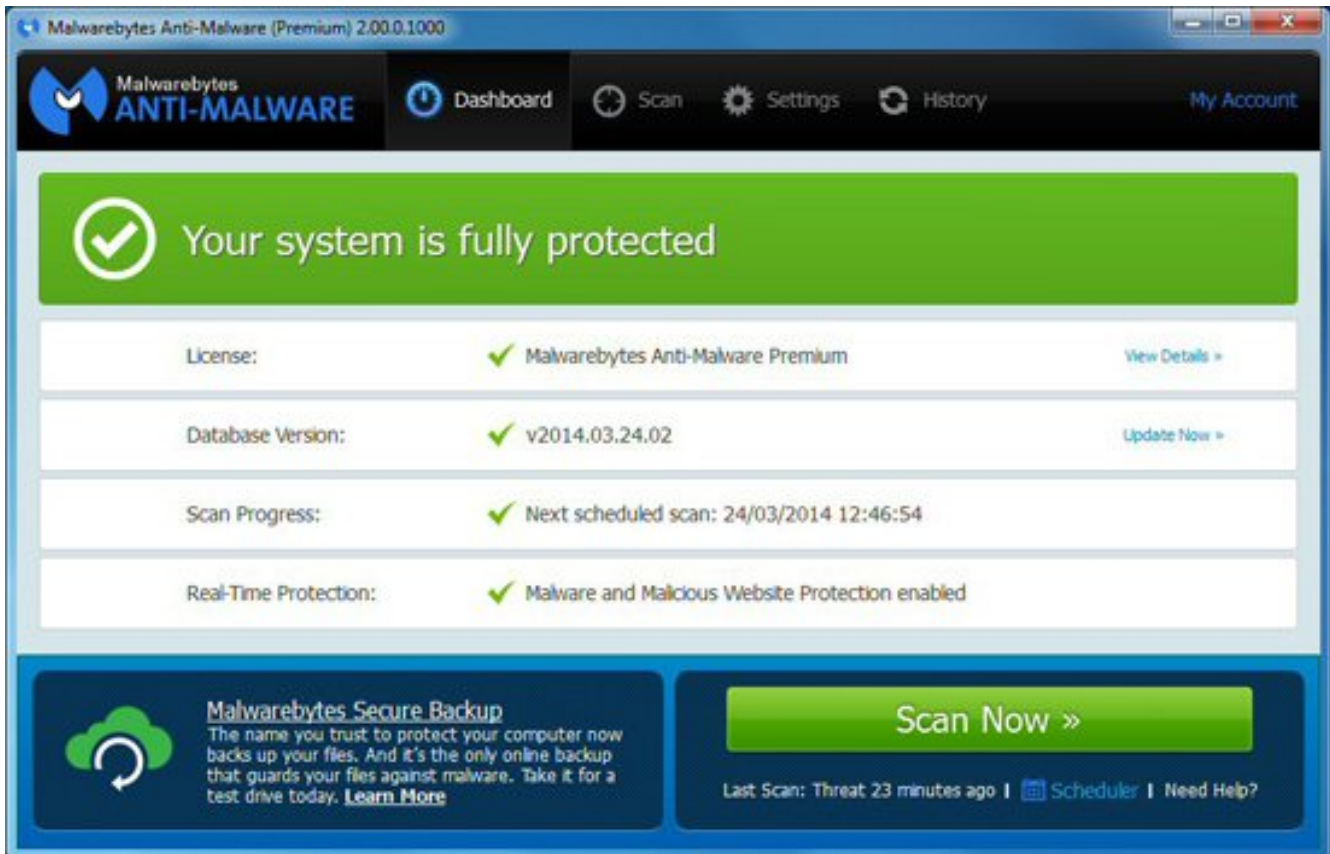 Malwarebytes Anti-Malware (Premium) 2.00.0.1000
Malwarebytes
ANTI-MALWARE
Dashboard
Scan
Settings
History
My Account
Your system is fully protected
License:
Malwarebytes Anti-Malware Premium
View Details »
Database Version:
v2014.03.24.02
Update Now »
Scan Progress:
Next scheduled scan: 24/03/2014 12:46:54
Real-Time Protection:
Malware and Malicious Website Protection enabled
Malwarebytes Secure Backup
The name you trust to protect your computer now
backs up your files. And it's the only online backup
that guards your files against malware. Take it for a
test drive today. Learn More
Scan Now »
Last Scan: Threat 23 minutes ago | Scheduler | Need Help?